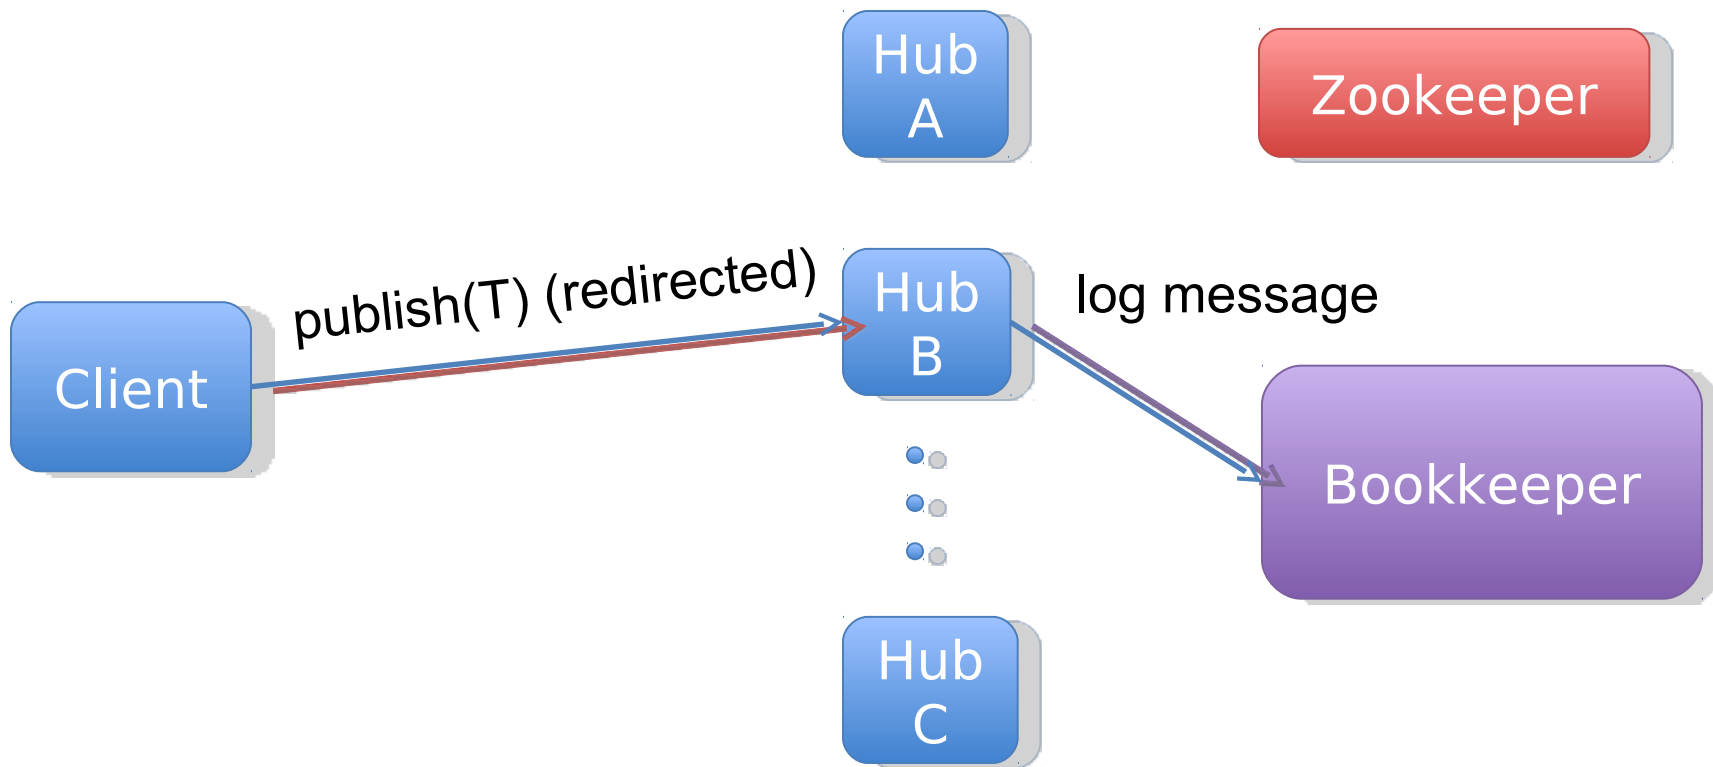 Hub
A
Zookeeper
publish(T) (redirected)
Hub
B
log message
Client
Bookkeeper
Hub
C